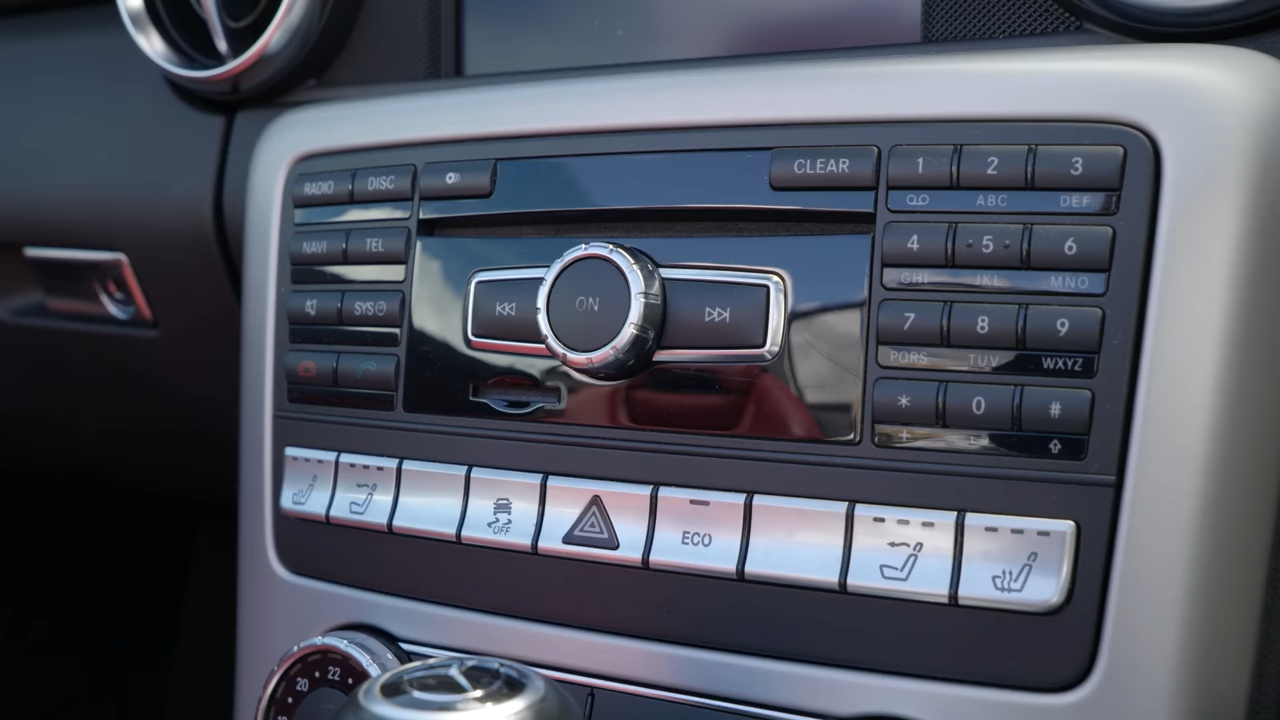 RADIO DISC CLEAR 1 2 3
ABC DEF
NAVI TEL 4 5 6
GHI JKL MNO
SYS ON 7 8 9
PQRS TUV WXYZ
* 0 #
+
OFF ECO
20 22